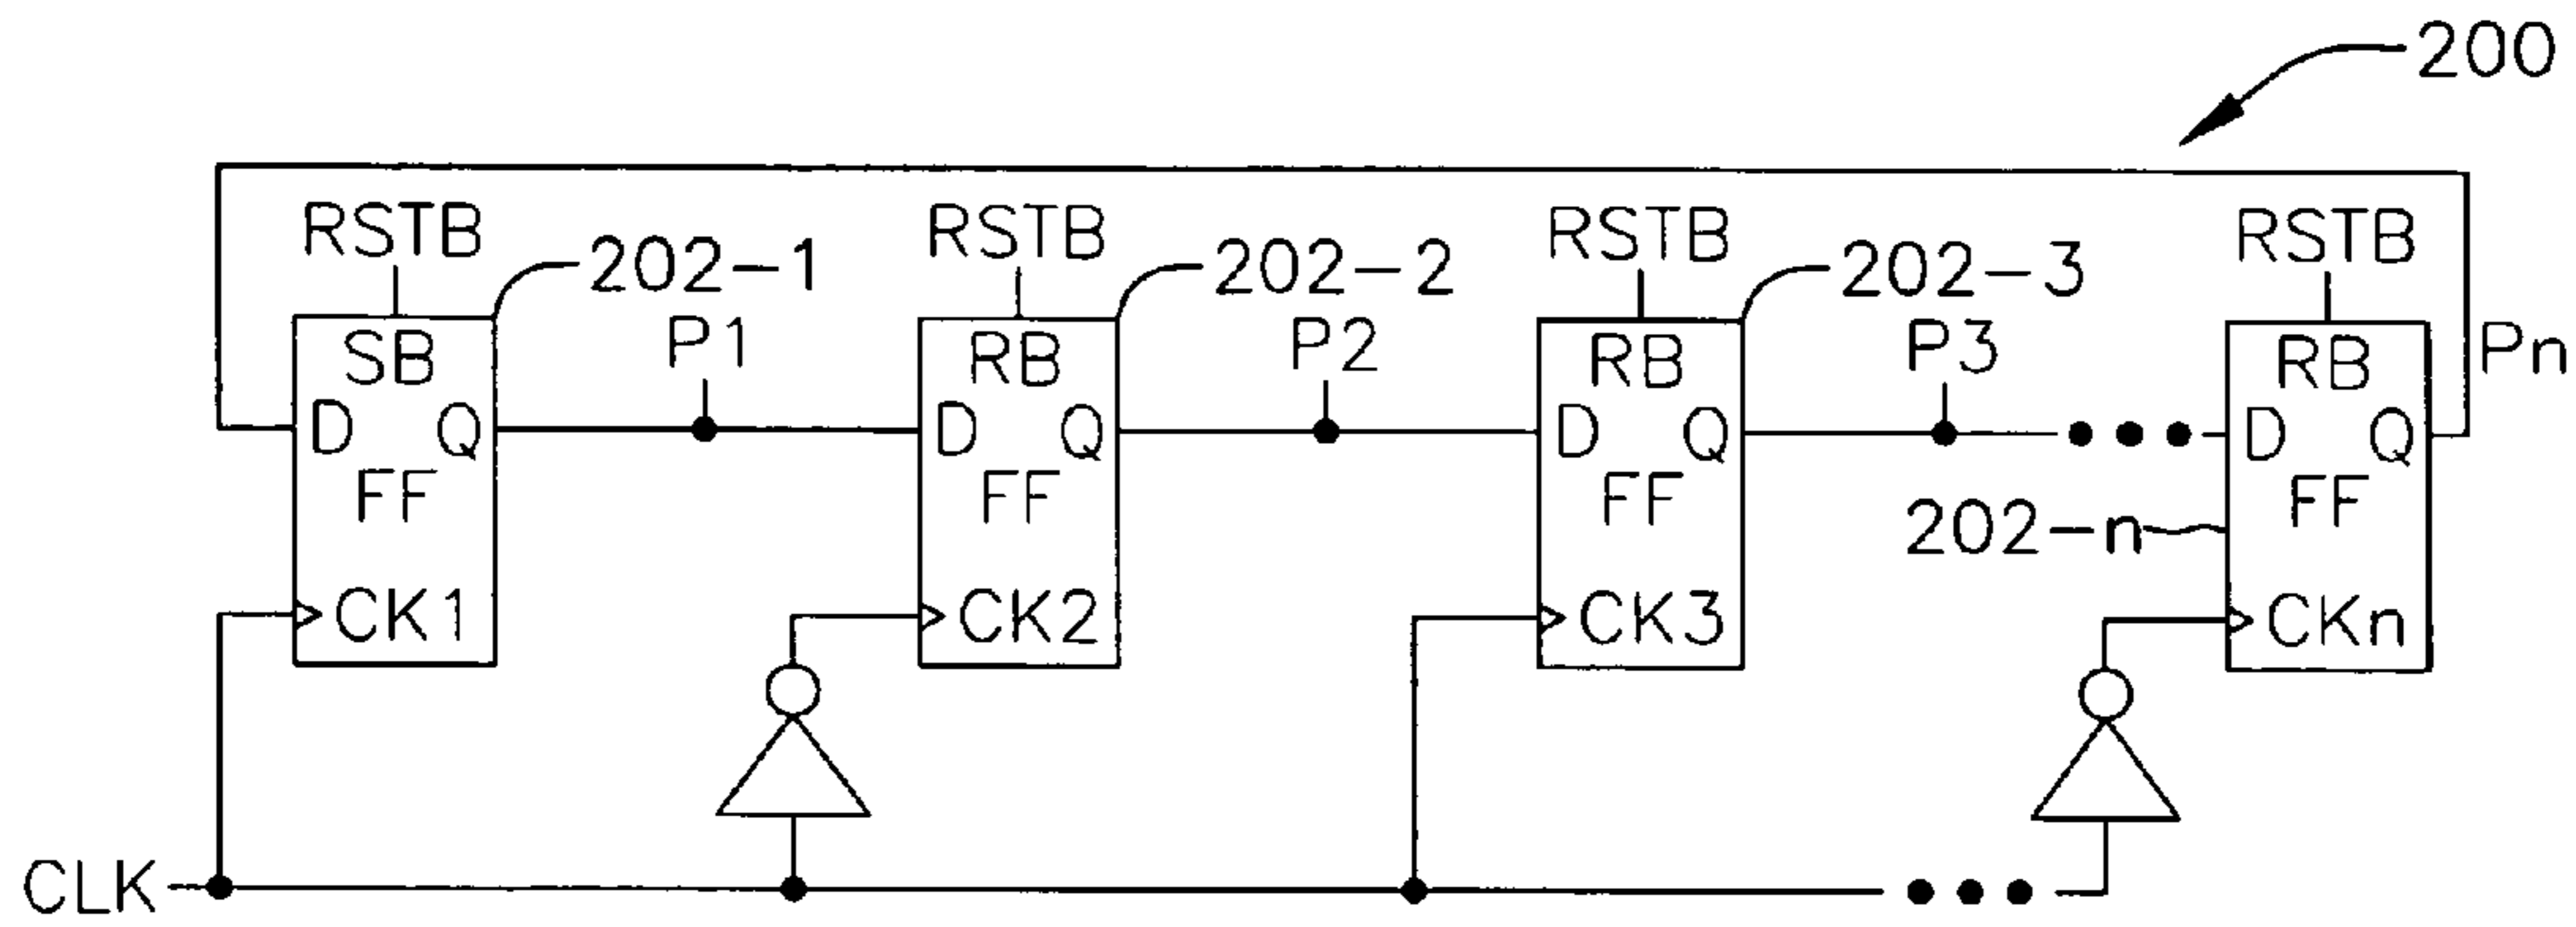 200
RSTB
RSTB
RSTB
RSTB
202-1
202-2
202-3
P1
P2
P3
Pn
SB
RB
RB
RB
D Q
D Q
D Q
D Q
FF
FF
FF
FF
202-n
CK1
CK2
CK3
CKn
CLK